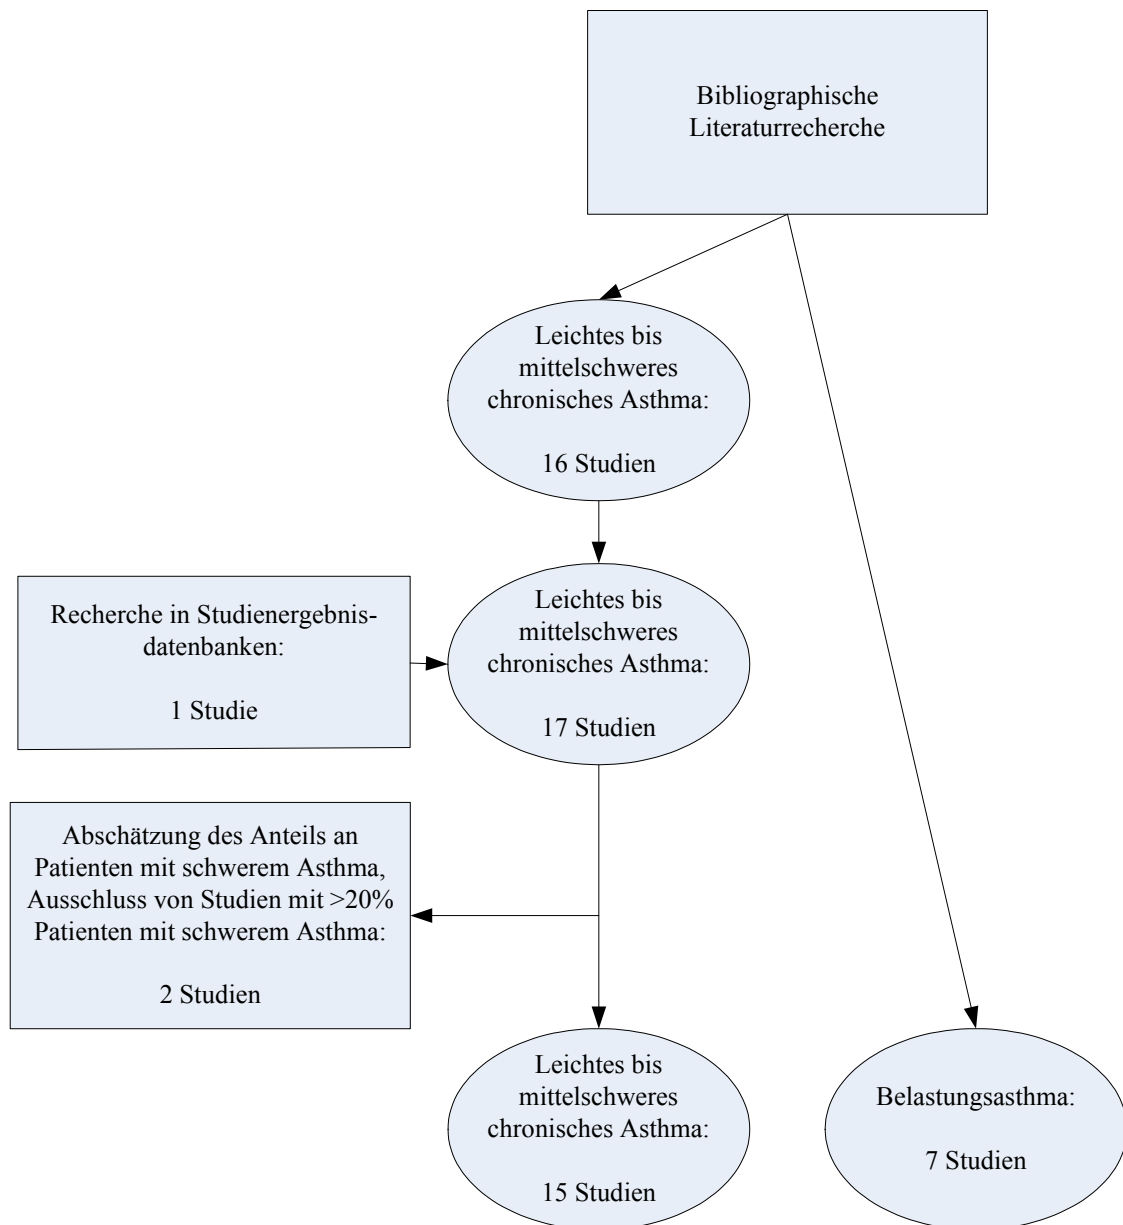 Bibliographische
Literaturrecherche
Leichtes bis
mittelschweres
chronisches Asthma:
16 Studien
Recherche in Studienergebnis-
datenbanken:
1 Studie
Leichtes bis
mittelschweres
chronisches Asthma:
17 Studien
Abschätzung des Anteils an
Patienten mit schwerem Asthma,
Ausschluss von Studien mit >20%
Patienten mit schwerem Asthma:
2 Studien
Leichtes bis
mittelschweres
chronisches Asthma:
15 Studien
Belastungsasthma:
7 Studien